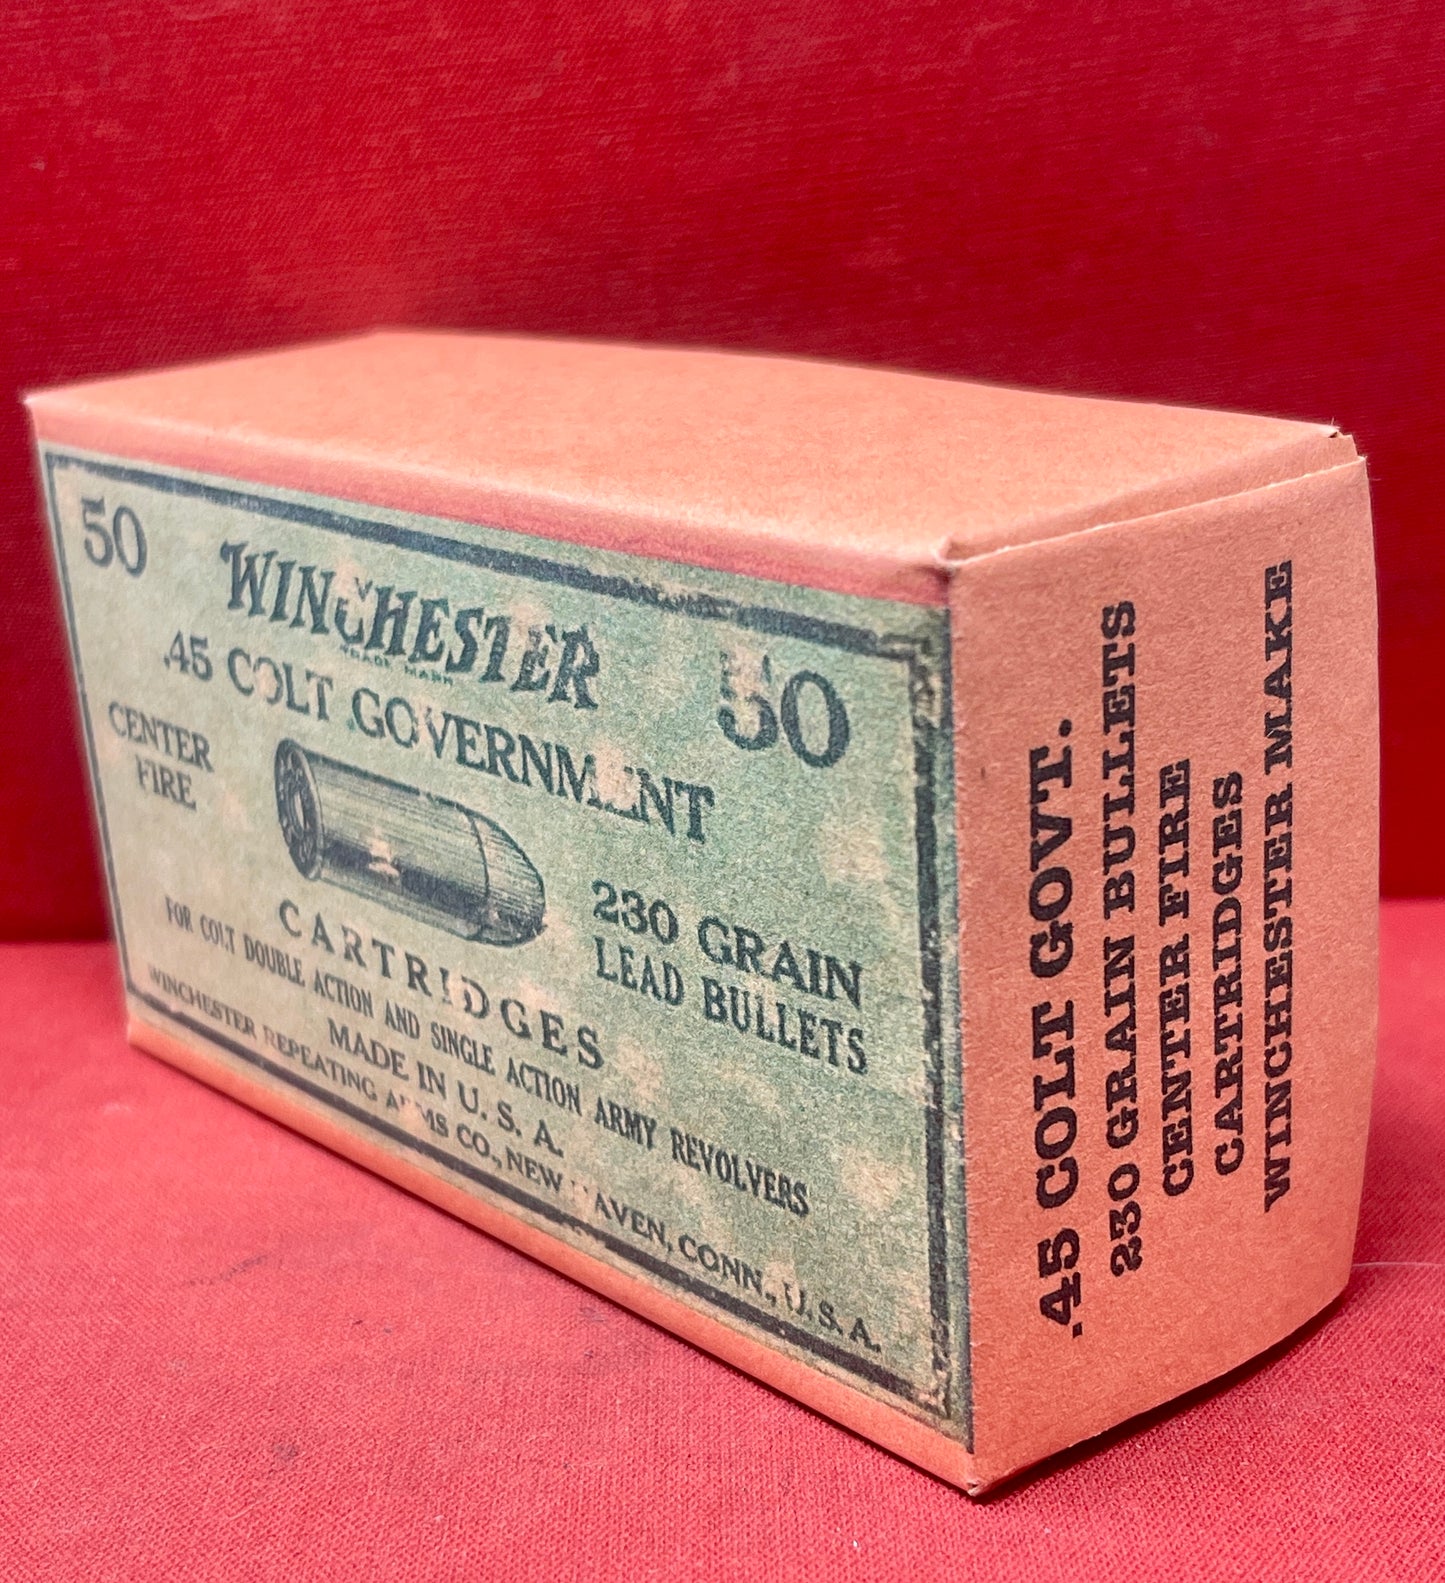 50 WINCHESTER 50
TRADE MARK
.45 COLT GOVERNMENT
CENTER
FIRE
230 GRAIN
LEAD BULLETS
CARTRIDGES
FOR COLT DOUBLE ACTION AND SINGLE ACTION ARMY REVOLVERS
MADE IN U. S. A.
WINCHESTER REPEATING ARMS CO., NEW HAVEN, CONN., U. S. A.
.45 COLT GOVT.
230 GRAIN BULLETS
CENTER FIRE
CARTRIDGES
WINCHESTER MAKE